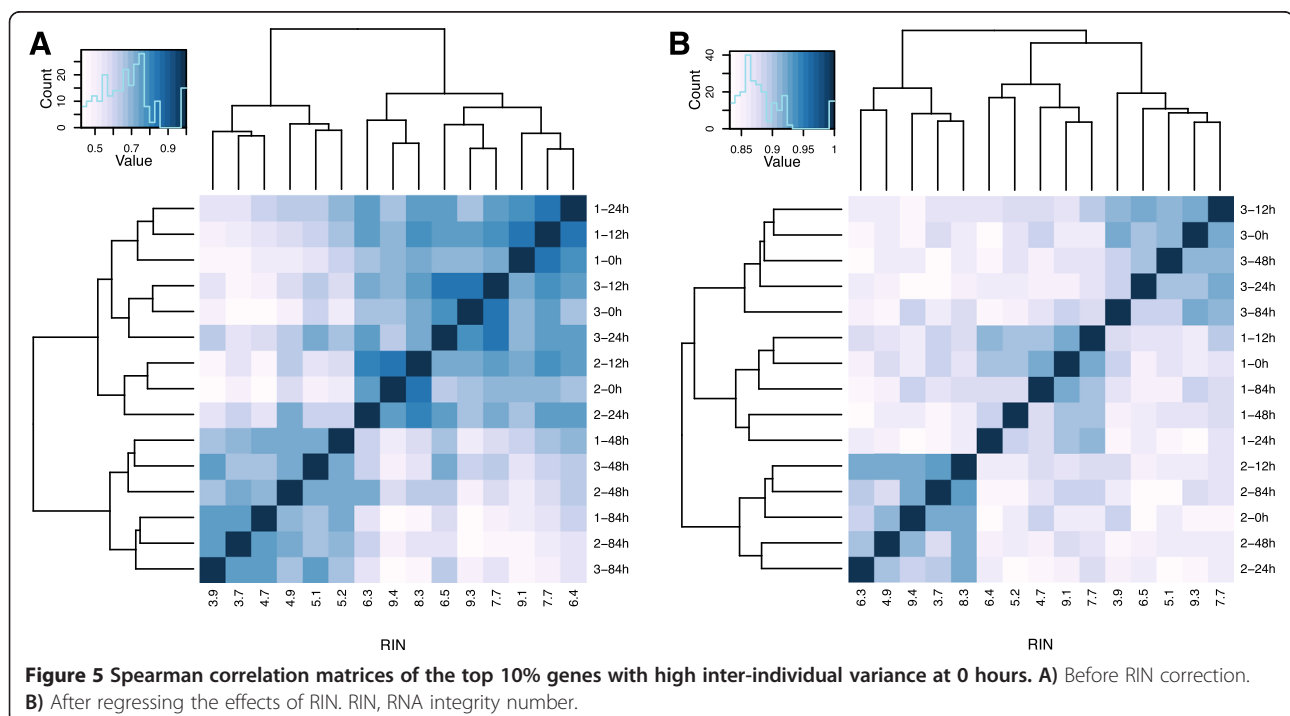 A
B
Count
0 10 20
0.5 0.7 0.9
Value
Count
0 20 40
0.85 0.9 0.95 1
Value
1−24h
1−12h
1−0h
3−12h
3−0h
3−24h
2−12h
2−0h
2−24h
1−48h
3−48h
2−48h
1−84h
2−84h
3−84h
3.9 3.7 4.7 4.9 5.1 5.2 6.3 9.4 8.3 6.5 9.3 7.7 9.1 7.7 6.4
RIN
3−12h
3−0h
3−48h
3−24h
3−84h
1−12h
1−0h
1−84h
1−48h
1−24h
2−12h
2−84h
2−0h
2−48h
2−24h
6.3 4.9 9.4 3.7 8.3 6.4 5.2 4.7 9.1 7.7 3.9 6.5 5.1 9.3 7.7
RIN
Figure 5 Spearman correlation matrices of the top 10% genes with high inter-individual variance at 0 hours. A) Before RIN correction.
B) After regressing the effects of RIN. RIN, RNA integrity number.